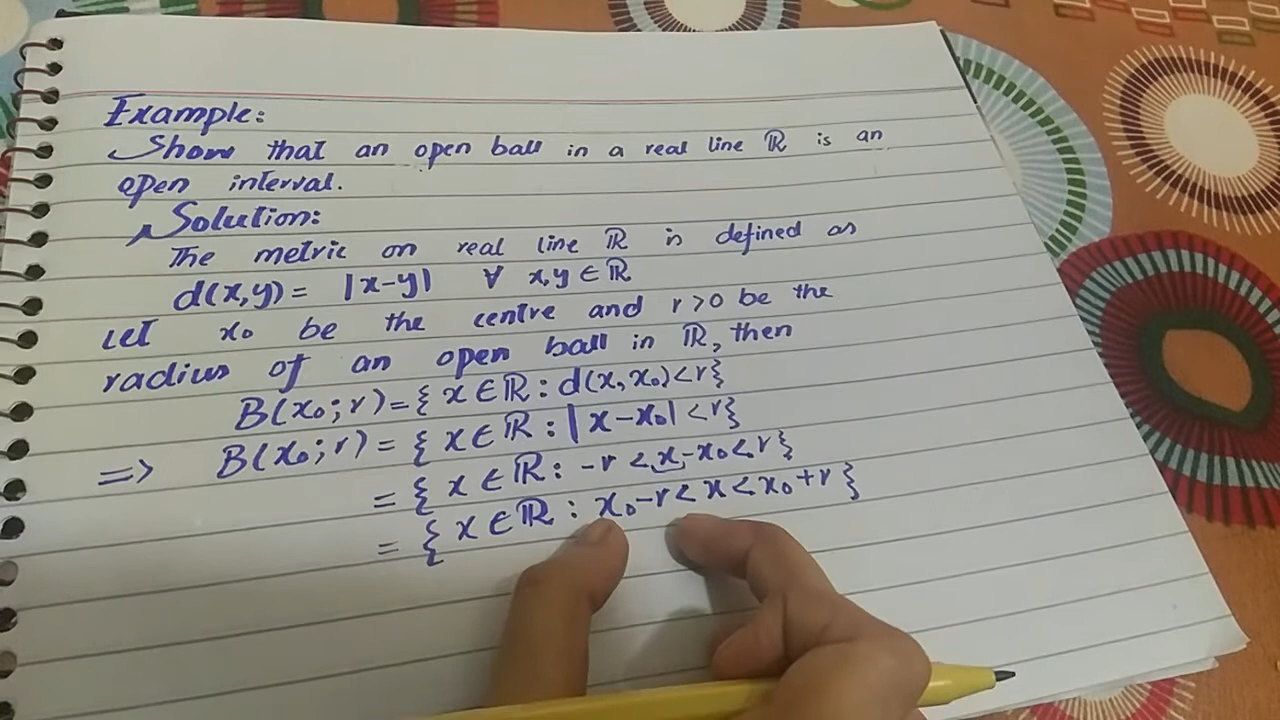 Example:
Show that an open ball in a real line ℝ is an
open interval.
Solution:
The metric on real line ℝ is defined as
d(x,y) = |x-y| ∀ x,y ∈ ℝ
Let x₀ be the centre and r>0 be the
radius of an open ball in ℝ, then
B(x₀;r) = { x ∈ ℝ : d(x,x₀)<r}
=> B(x₀;r) = { x ∈ ℝ : |x-x₀| <r}
= { x ∈ ℝ : -r < x-x₀<r}
= { x ∈ ℝ : x₀-r< x <x₀+r }